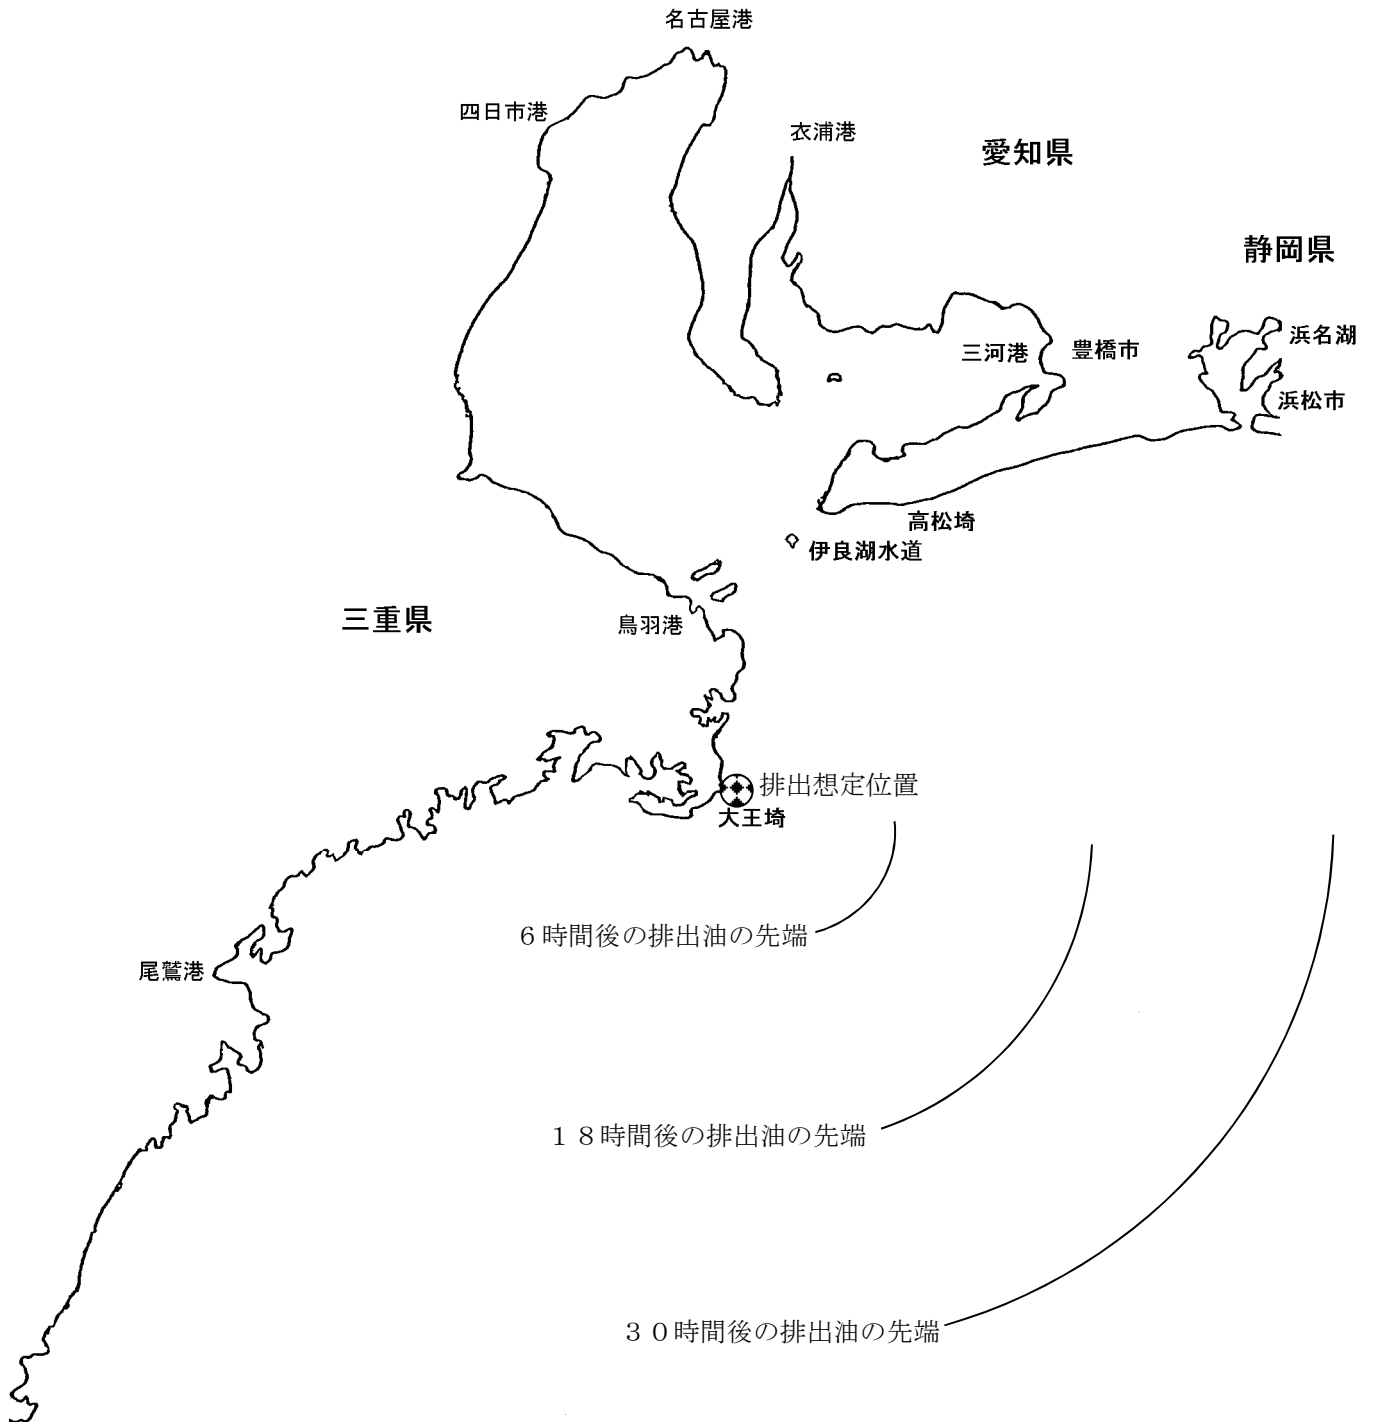 名古屋港
四日市港
衣浦港
愛知県
静岡県
浜名湖
三河港
豊橋市
浜松市
高松埼
伊良湖水道
三重県
鳥羽港
排出想定位置
大王埼
6時間後の排出油の先端
尾鷲港
18時間後の排出油の先端
30時間後の排出油の先端